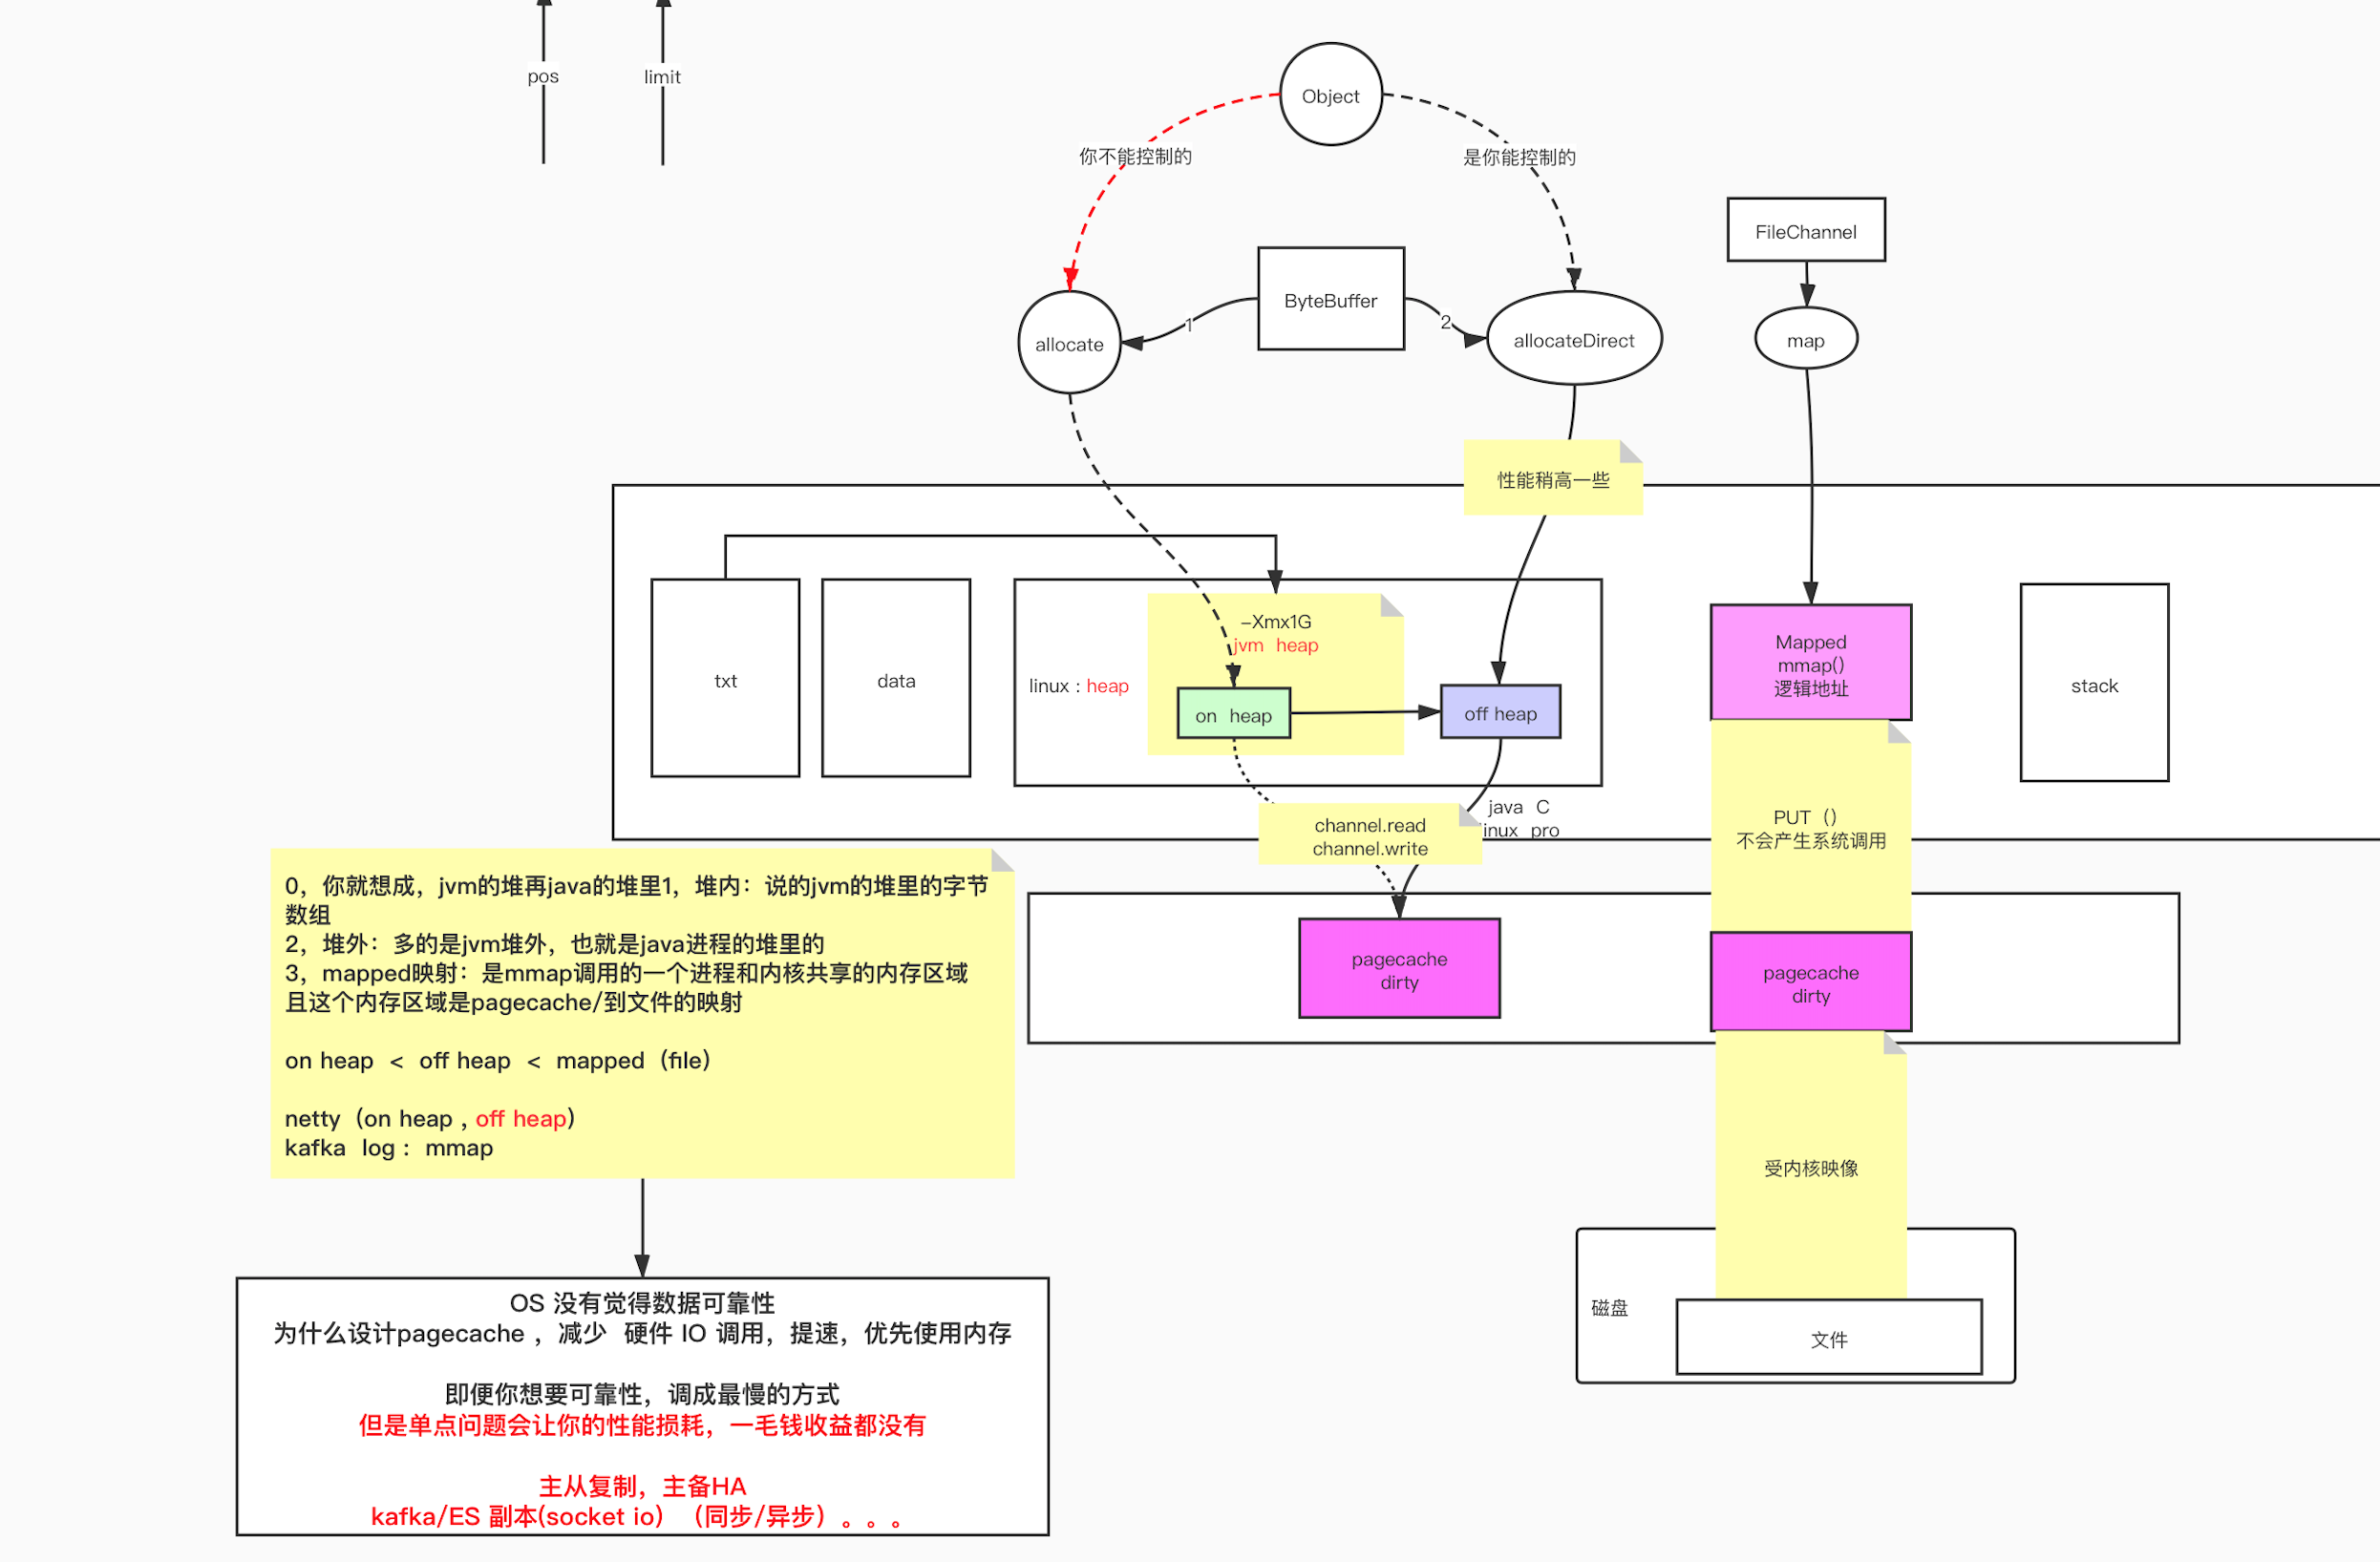 pos
limit
Object
你不能控制的
是你能控制的
FileChannel
ByteBuffer
1
2
allocate
allocateDirect
map
性能稍高一些
-Xmx1G
jvm heap
txt
data
linux : heap
on heap
off heap
Mapped
mmap()
逻辑地址
stack
channel.read
channel.write
java C
linux pro
PUT（）
不会产生系统调用
0，你就想成，jvm的堆再java的堆里1，堆内：说的jvm的堆里的字节
数组
2，堆外：多的是jvm堆外，也就是java进程的堆里的
3，mapped映射：是mmap调用的一个进程和内核共享的内存区域
且这个内存区域是pagecache/到文件的映射
on heap < off heap < mapped（file）
netty（on heap , off heap）
kafka log： mmap
pagecache
dirty
pagecache
dirty
受内核映像
磁盘
文件
OS 没有觉得数据可靠性
为什么设计pagecache ，减少 硬件 IO 调用，提速，优先使用内存
即便你想要可靠性，调成最慢的方式
但是单点问题会让你的性能损耗，一毛钱收益都没有
主从复制，主备HA
kafka/ES 副本(socket io) （同步/异步）。。。